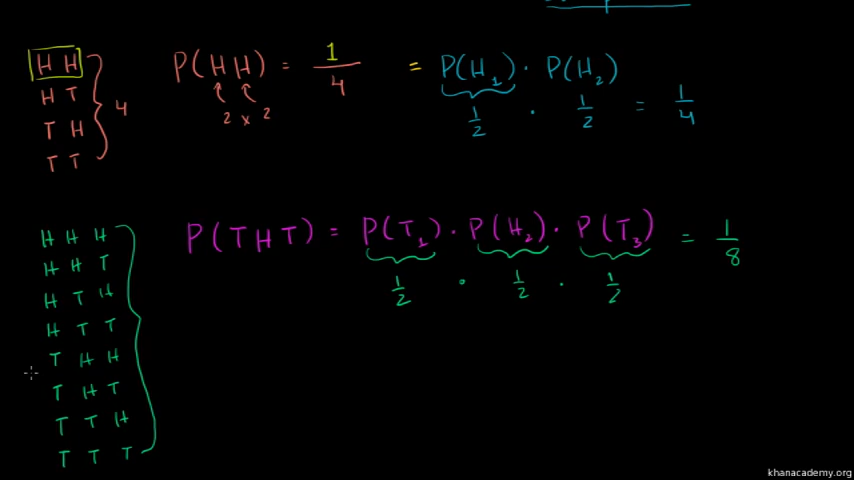 H H
H T
T H
T T
4
P(HH) = 1/4 = P(H₁) · P(H₂)
2 x 2
1/2 · 1/2 = 1/4
P(THT) = P(T₁) · P(H₂) · P(T₃) = 1/8
1/2 · 1/2 · 1/2
H H H
H H T
H T H
H T T
T H H
T H T
T T H
T T T
khanacademy.org